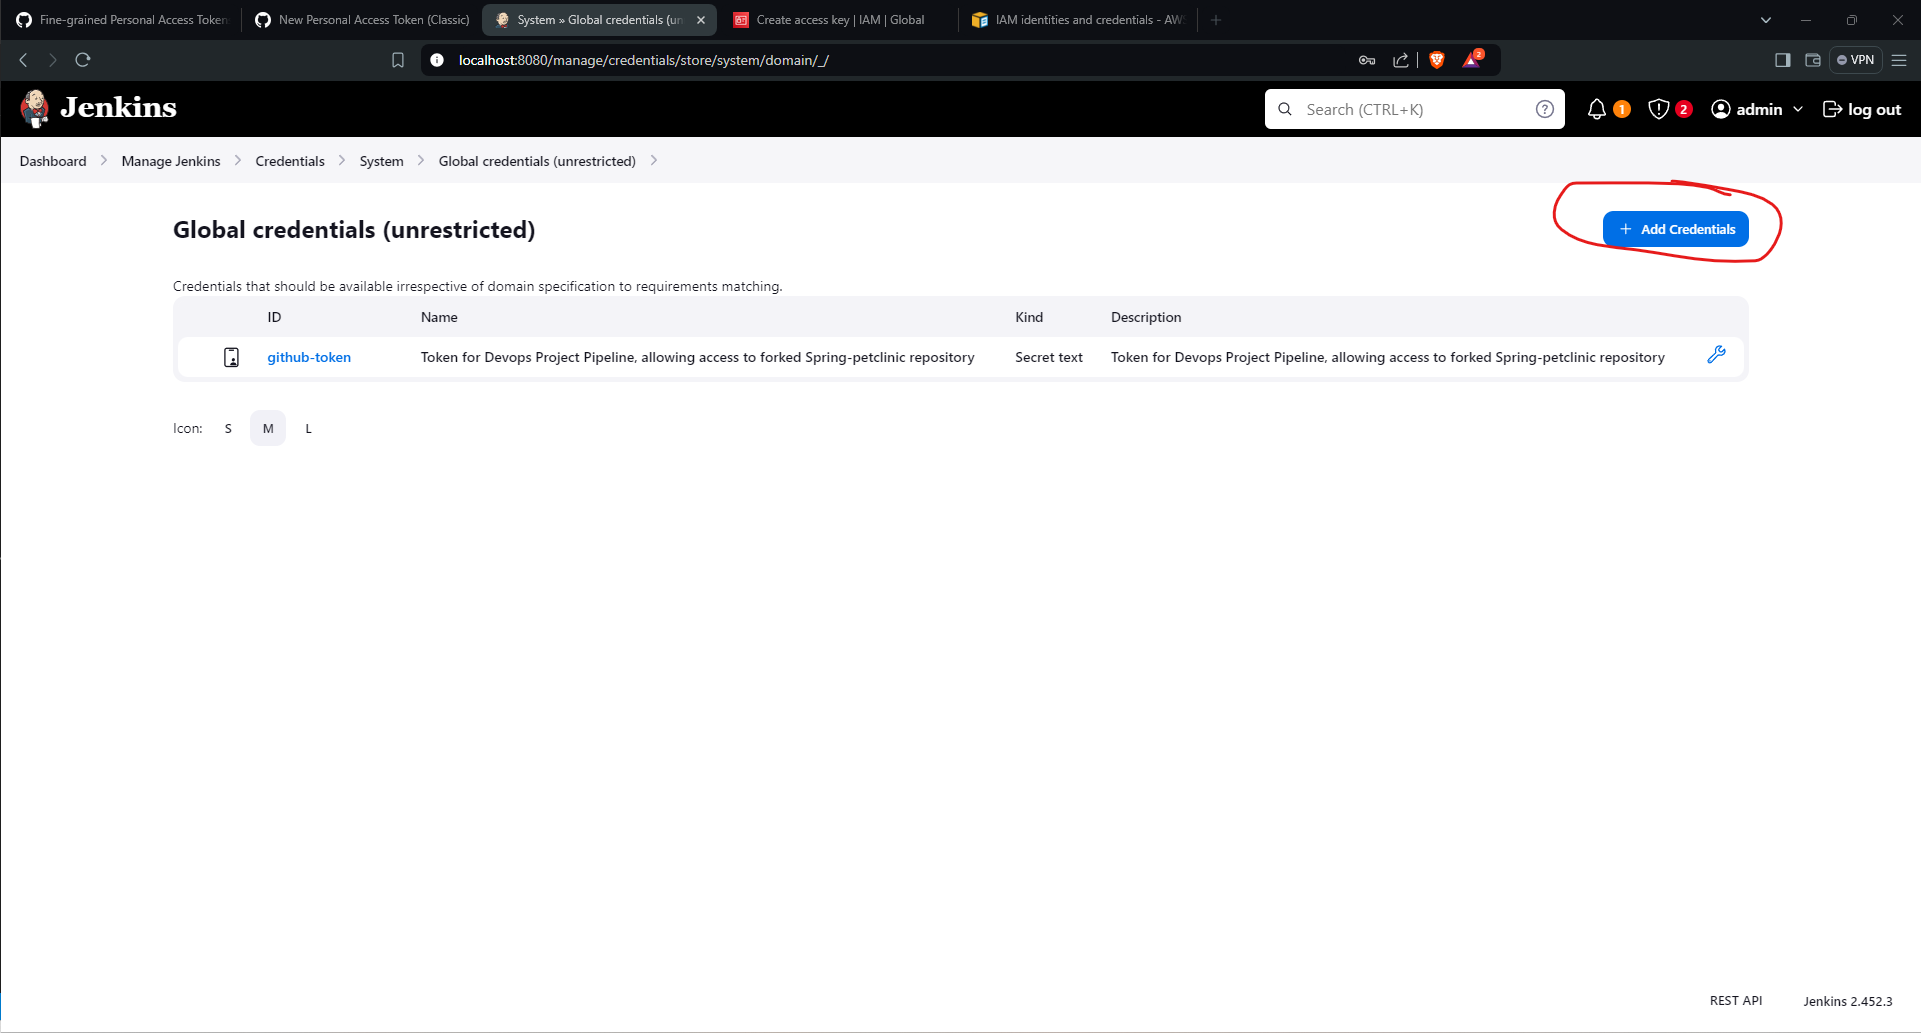 Fine-grained Personal Access Token
New Personal Access Token (Classic)
System » Global credentials (un
Create access key | IAM | Global
IAM identities and credentials - AWS
localhost:8080/manage/credentials/store/system/domain/_/
2
VPN
Jenkins
Search (CTRL+K)
1
2
admin
log out
Dashboard
Manage Jenkins
Credentials
System
Global credentials (unrestricted)
Global credentials (unrestricted)
+ Add Credentials
Credentials that should be available irrespective of domain specification to requirements matching.
ID Name Kind Description
github-token Token for Devops Project Pipeline, allowing access to forked Spring-petclinic repository Secret text Token for Devops Project Pipeline, allowing access to forked Spring-petclinic repository
Icon: S M L
REST API Jenkins 2.452.3